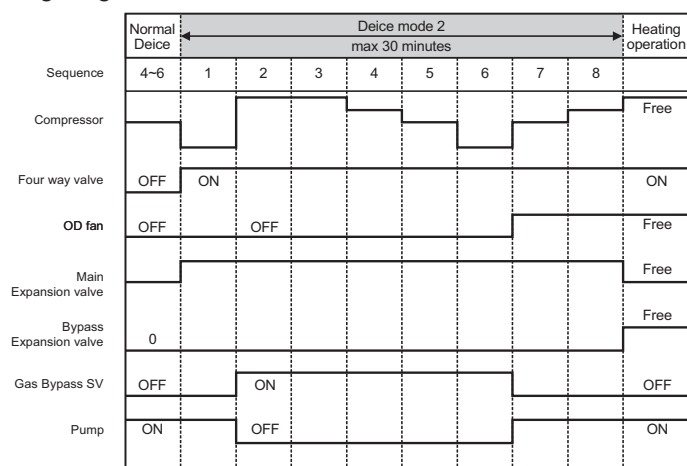 Normal Deice
Deice mode 2
max 30 minutes
Heating operation
Sequence 4~6 1 2 3 4 5 6 7 8
Compressor Free
Four way valve OFF ON ON
OD fan OFF OFF Free
Main Expansion valve Free
Bypass Expansion valve 0 Free
Gas Bypass SV OFF ON OFF
Pump ON OFF ON